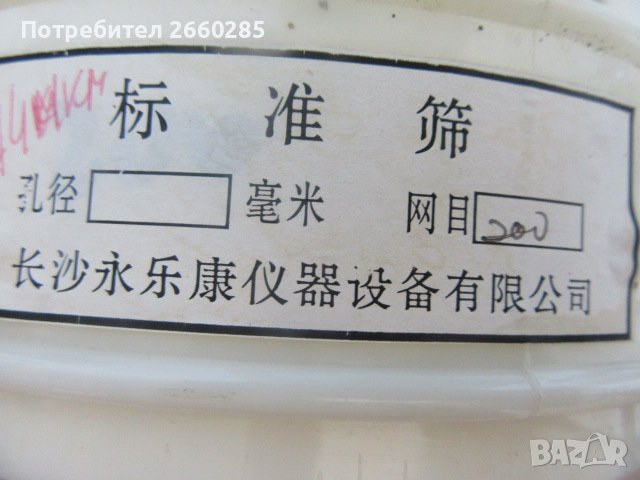 Потребител 2660285
标准筛
孔径 毫米 网目 200
长沙永乐康仪器设备有限公司
BAZAR